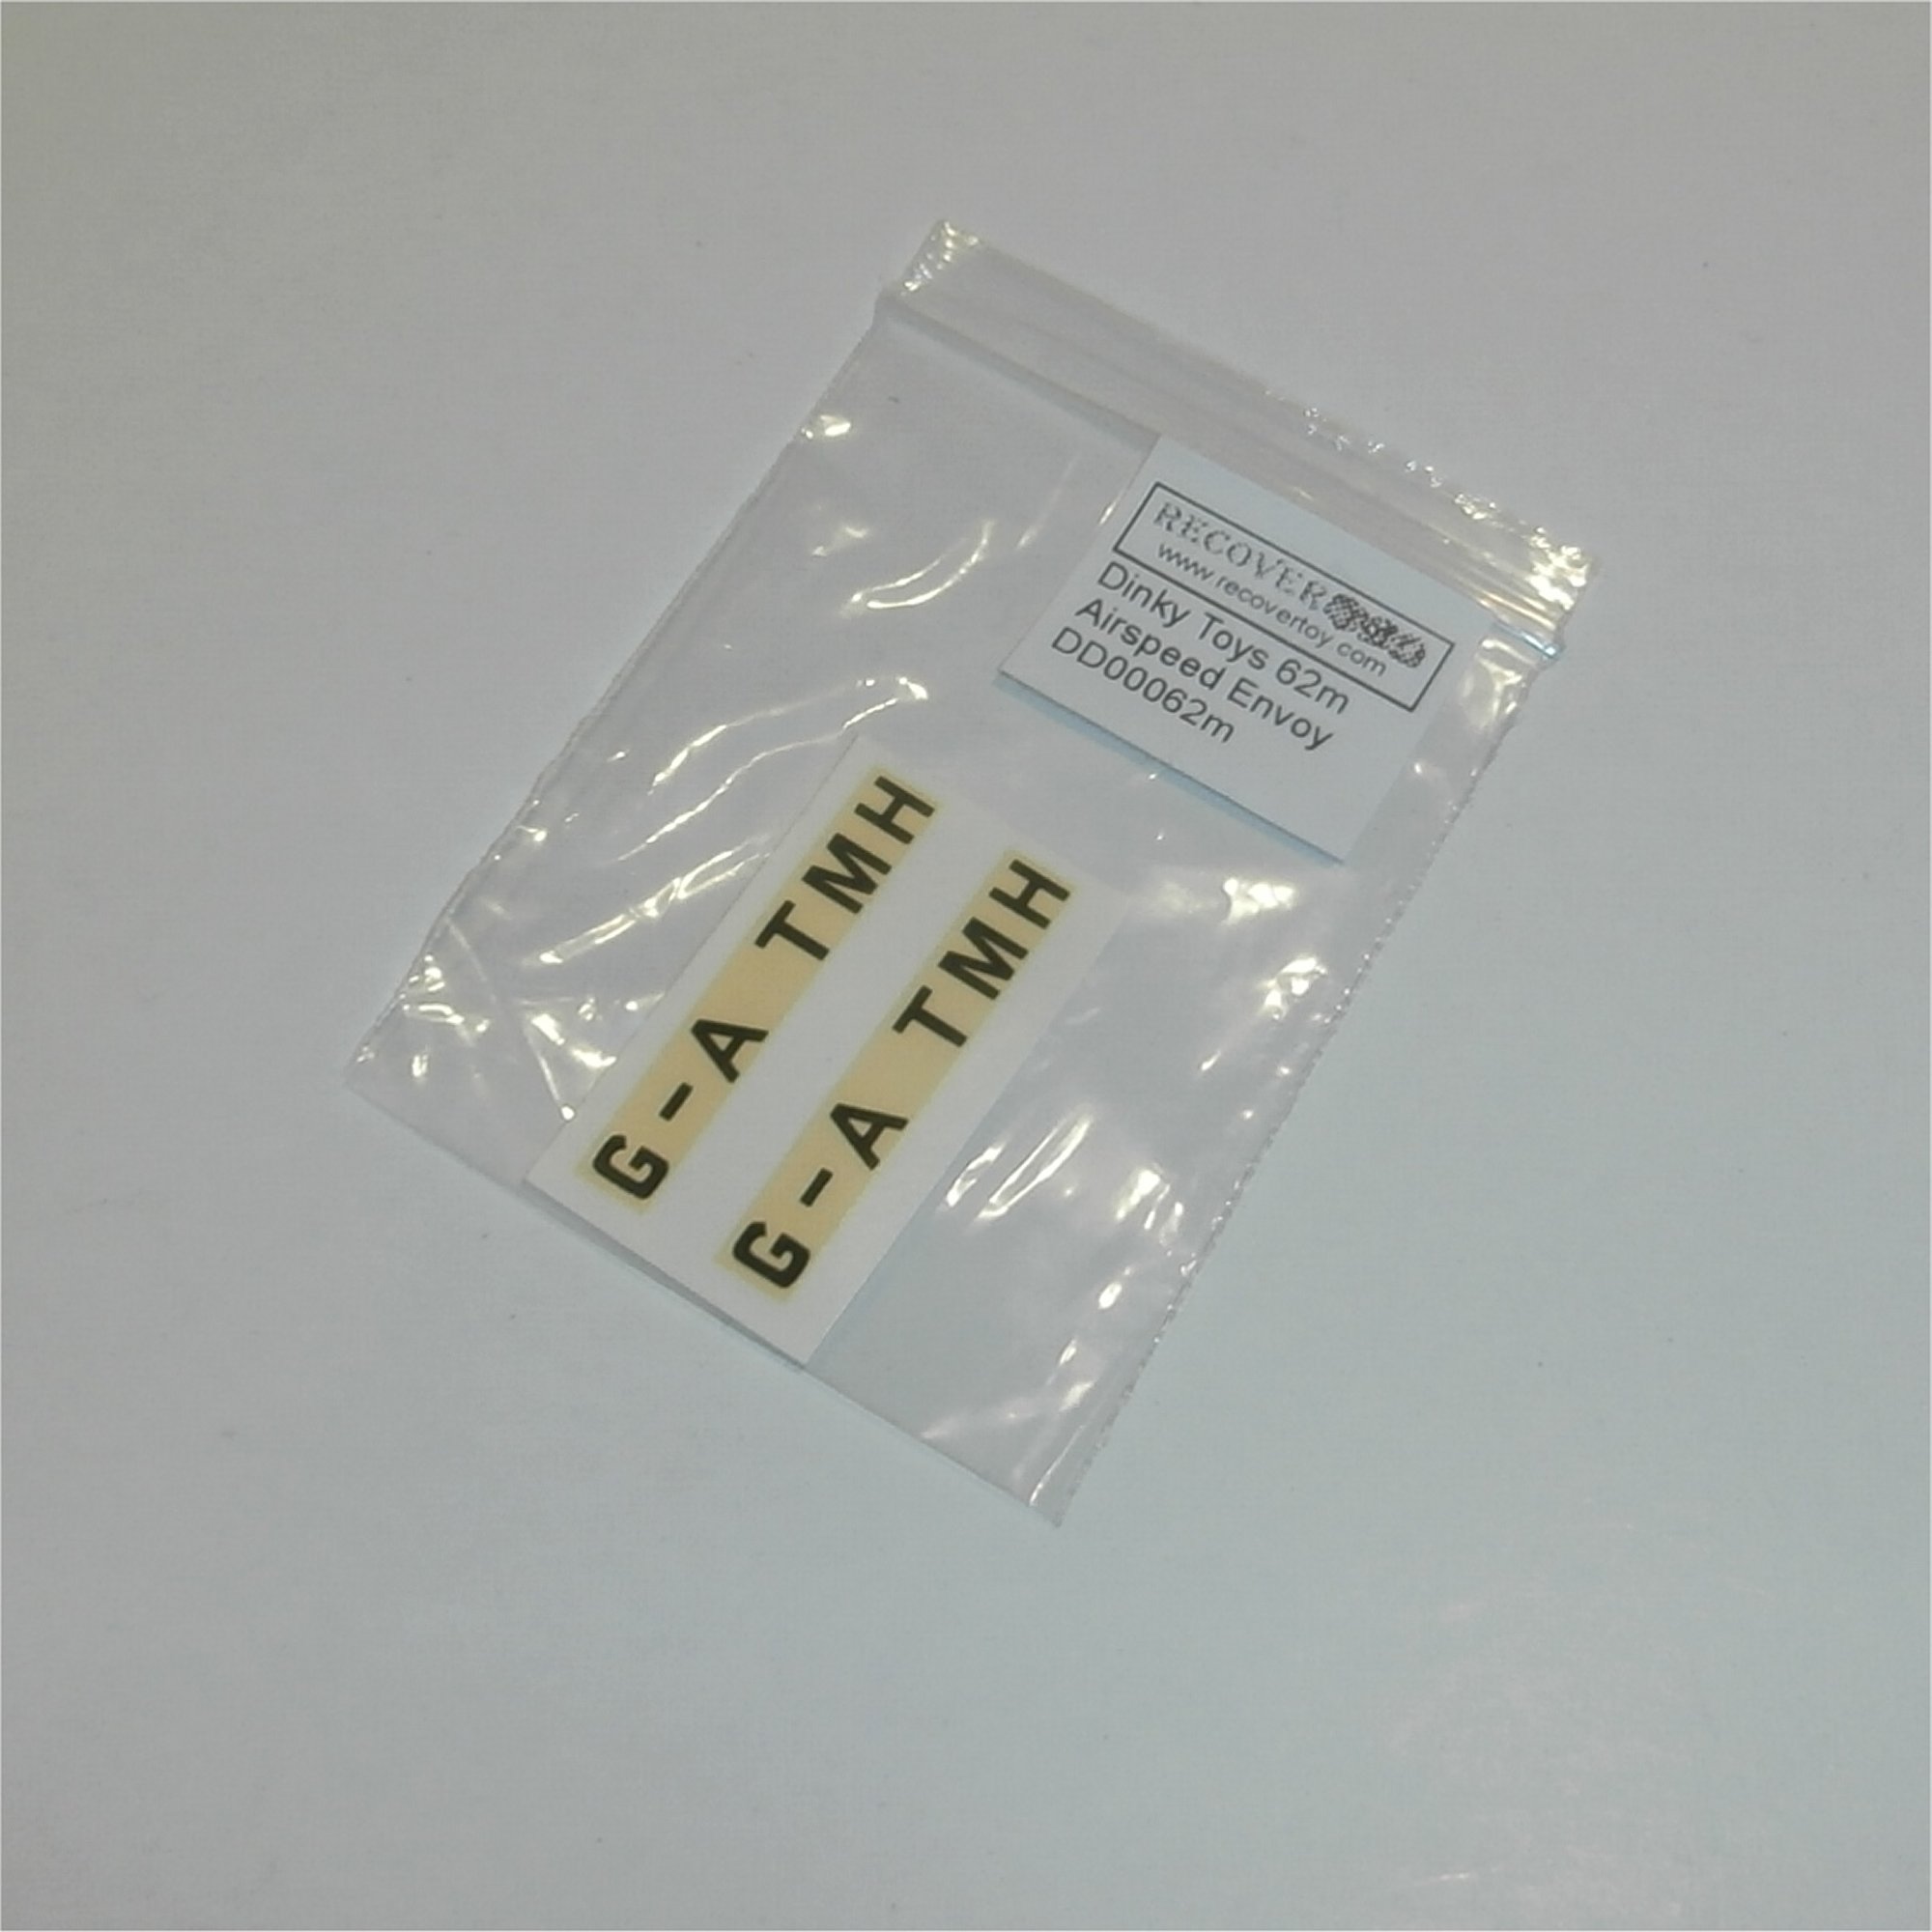 RECOVER
www.recovertoy.com
Dinky Toys 62m
Airspeed Envoy
DD00062m
G-A TMH
G-A TMH